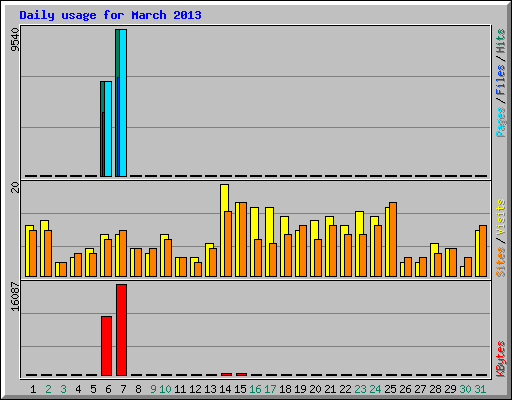 Daily usage for March 2013
9540
Pages / Files / Hits
20
Sites / Visits
16087
KBytes
1 2 3 4 5 6 7 8 9 10 11 12 13 14 15 16 17 18 19 20 21 22 23 24 25 26 27 28 29 30 31